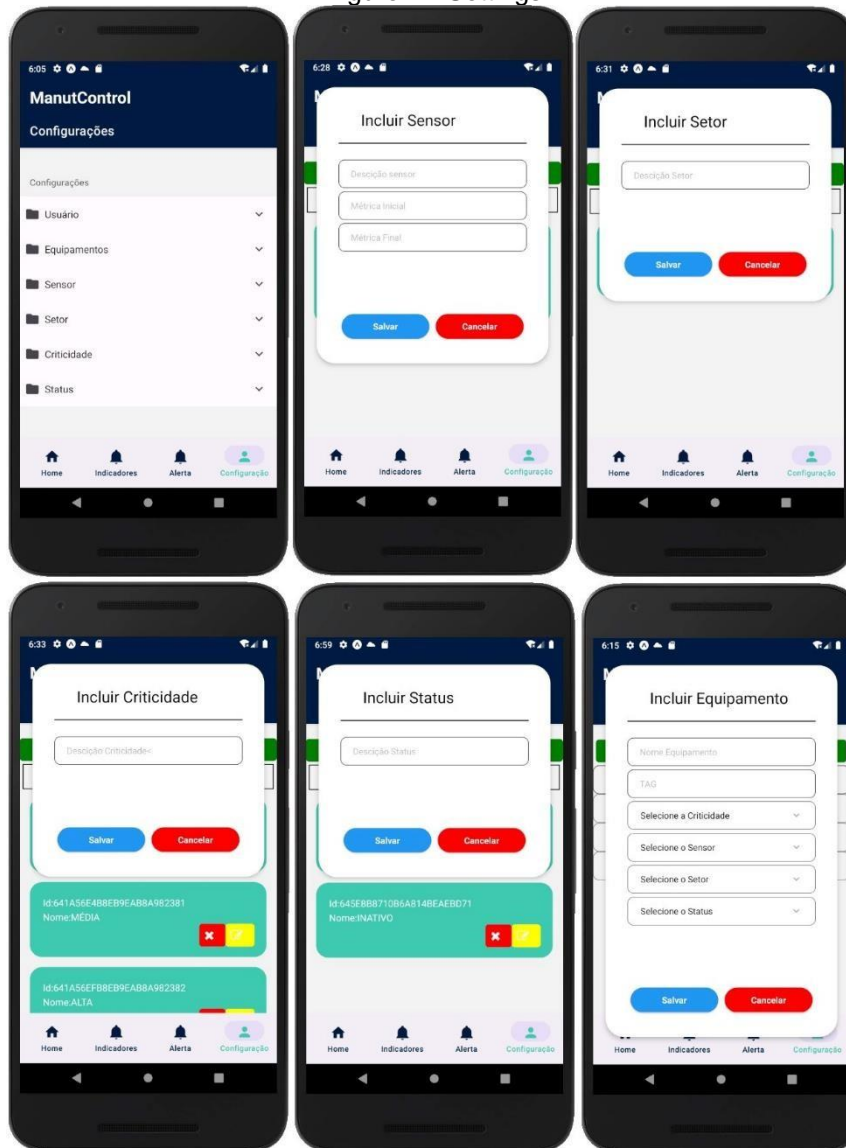 6:05
ManutControl
Configurações
Configurações
Usuário
Equipamentos
Sensor
Setor
Criticidade
Status
Home Indicadores Alerta Configuração
6:28
Incluir Sensor
Descição sensor
Métrica Inicial
Métrica Final
Salvar Cancelar
Home Indicadores Alerta Configuração
6:31
Incluir Setor
Descição Setor
Salvar Cancelar
Home Indicadores Alerta Configuração
6:33
Incluir Criticidade
Descição Criticidade<
Salvar Cancelar
Id:641A56E4B8EB9EAB8A982381
Nome:MÉDIA
Id:641A56EFB8EB9EAB8A982382
Nome:ALTA
Home Indicadores Alerta Configuração
6:59
Incluir Status
Descição Status
Salvar Cancelar
Id:645E8B8710B6A814BEAEBD71
Nome:INATIVO
Home Indicadores Alerta Configuração
6:15
Incluir Equipamento
Nome Equipamento
TAG
Selecione a Criticidade
Selecione o Sensor
Selecione o Setor
Selecione o Status
Salvar Cancelar
Home Indicadores Alerta Configuração